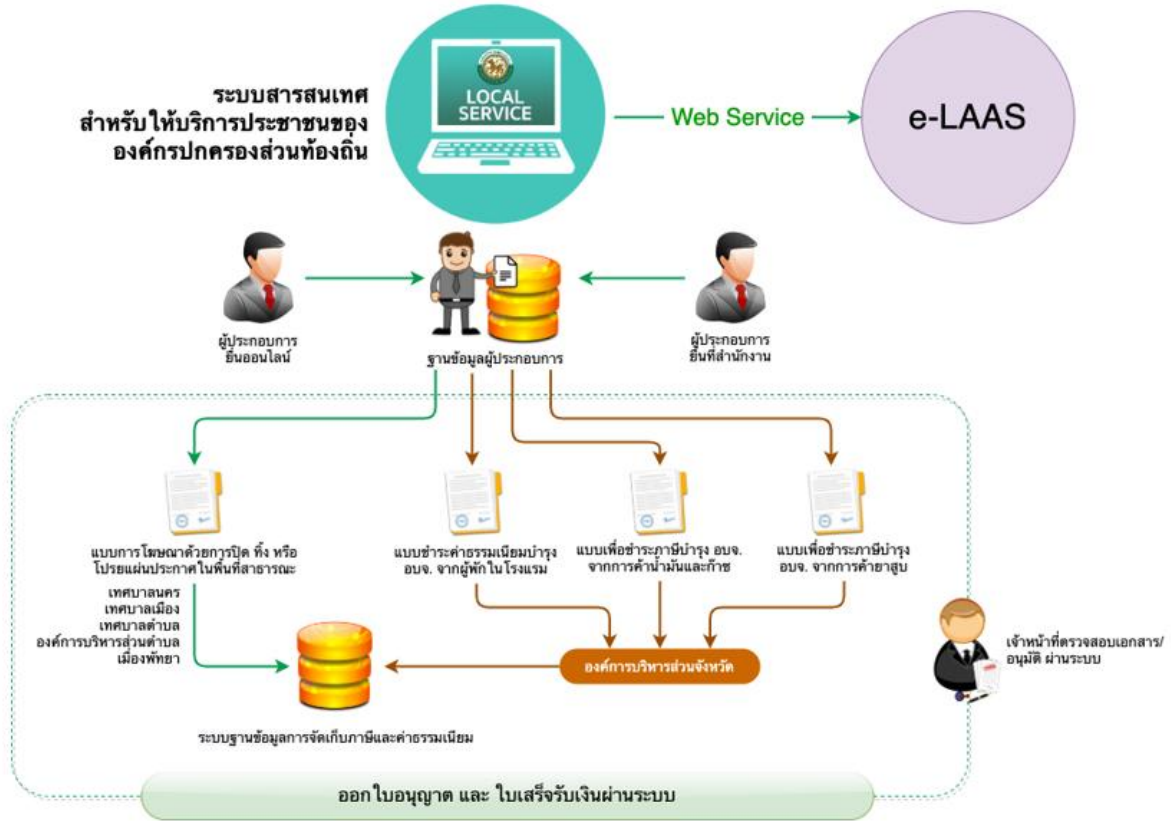 ระบบสารสนเทศ
สำหรับให้บริการประชาชนของ
องค์กรปกครองส่วนท้องถิ่น
LOCAL
SERVICE
Web Service
e-LAAS
ผู้ประกอบการ
ยื่นออนไลน์
ฐานข้อมูลผู้ประกอบการ
ผู้ประกอบการ
ยื่นที่สำนักงาน
แบบการโฆษณาด้วยการปิด ทิ้ง หรือ
โปรยแผ่นประกาศในพื้นที่สาธารณะ
แบบชำระค่าธรรมเนียมบำรุง
อบจ. จากผู้พักในโรงแรม
แบบเพื่อชำระภาษีบำรุง อบจ.
จากการค้าน้ำมันและก๊าซ
แบบเพื่อชำระภาษีบำรุง
อบจ. จากการค้ายาสูบ
เทศบาลนคร
เทศบาลเมือง
เทศบาลตำบล
องค์การบริหารส่วนตำบล
เมืองพัทยา
องค์การบริหารส่วนจังหวัด
เจ้าหน้าที่ตรวจสอบเอกสาร/
อนุมัติ ผ่านระบบ
ระบบฐานข้อมูลการจัดเก็บภาษีและค่าธรรมเนียม
ออกใบอนุญาต และ ใบเสร็จรับเงินผ่านระบบ